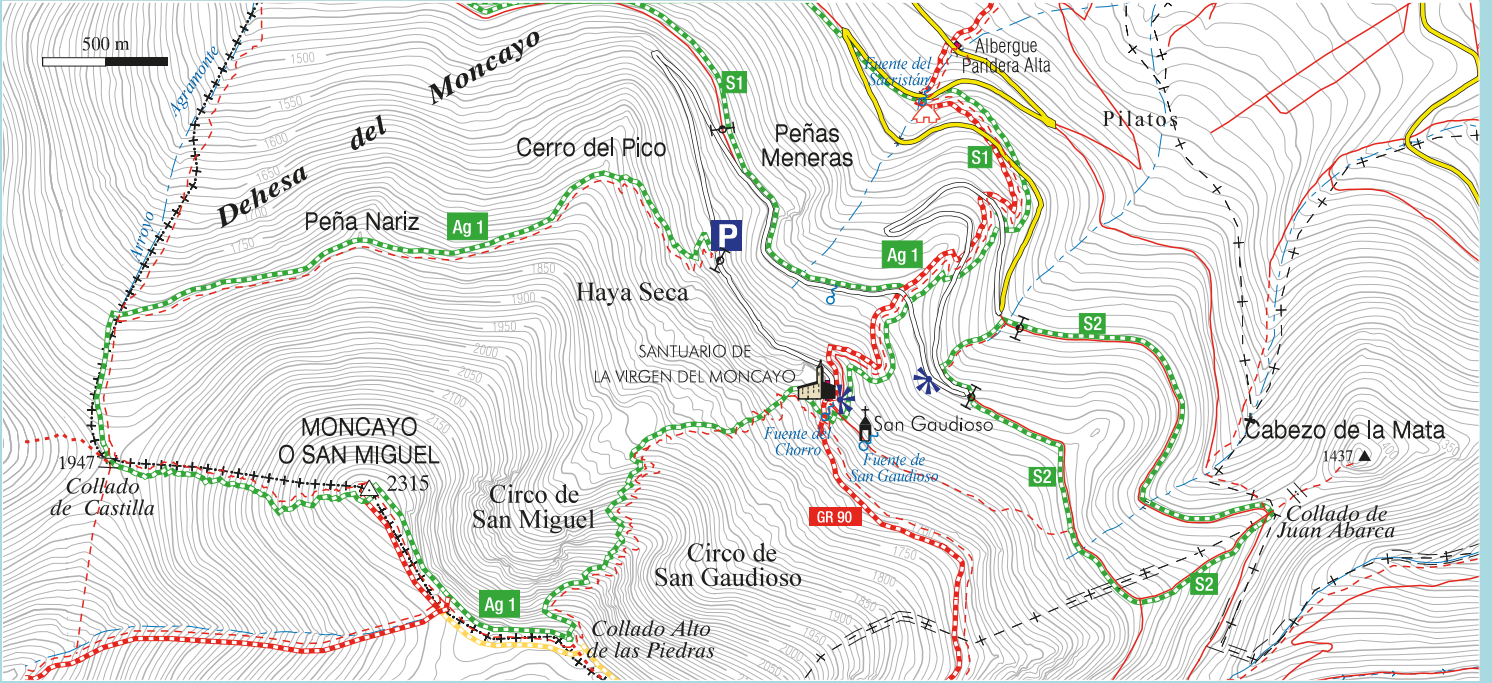 500 m
Agramonte
Arroyo
Dehesa
del
Moncayo
1500
1550
1650
1750
1850
1900
1950
2000
2050
2100
Peña Nariz
Ag 1
Cerro del Pico
S1
Peñas
Meneras
P
Haya Seca
Ag 1
Fuente del
Sacristán
Albergue
Paridera Alta
S1
Pilatos
S2
SANTUARIO DE
LA VIRGEN DEL MONCAYO
San Gaudioso
Fuente del
Chorro
Fuente de
San Gaudioso
Cabezo de la Mata
1437
MONCAYO
O SAN MIGUEL
2315
1947
Collado
de Castilla
Circo de
San Miguel
GR 90
Circo de
San Gaudioso
1750
1800
1850
1900
S2
Collado de
Juan Abarca
S2
Ag 1
Collado Alto
de las Piedras